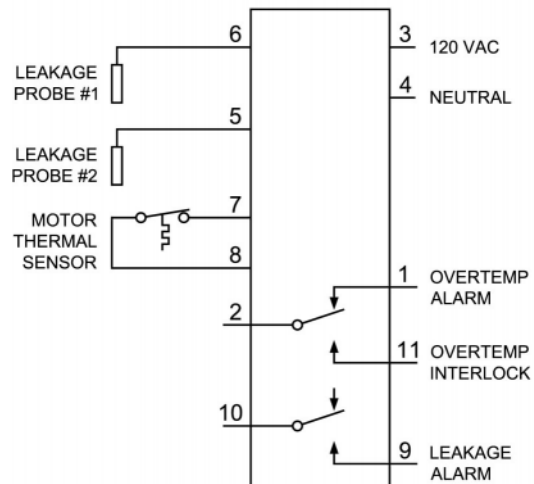 6
3 120 VAC
LEAKAGE
PROBE #1
4 NEUTRAL
5
LEAKAGE
PROBE #2
7
MOTOR
THERMAL
SENSOR
8
1 OVERTEMP
ALARM
2
11 OVERTEMP
INTERLOCK
10
9 LEAKAGE
ALARM